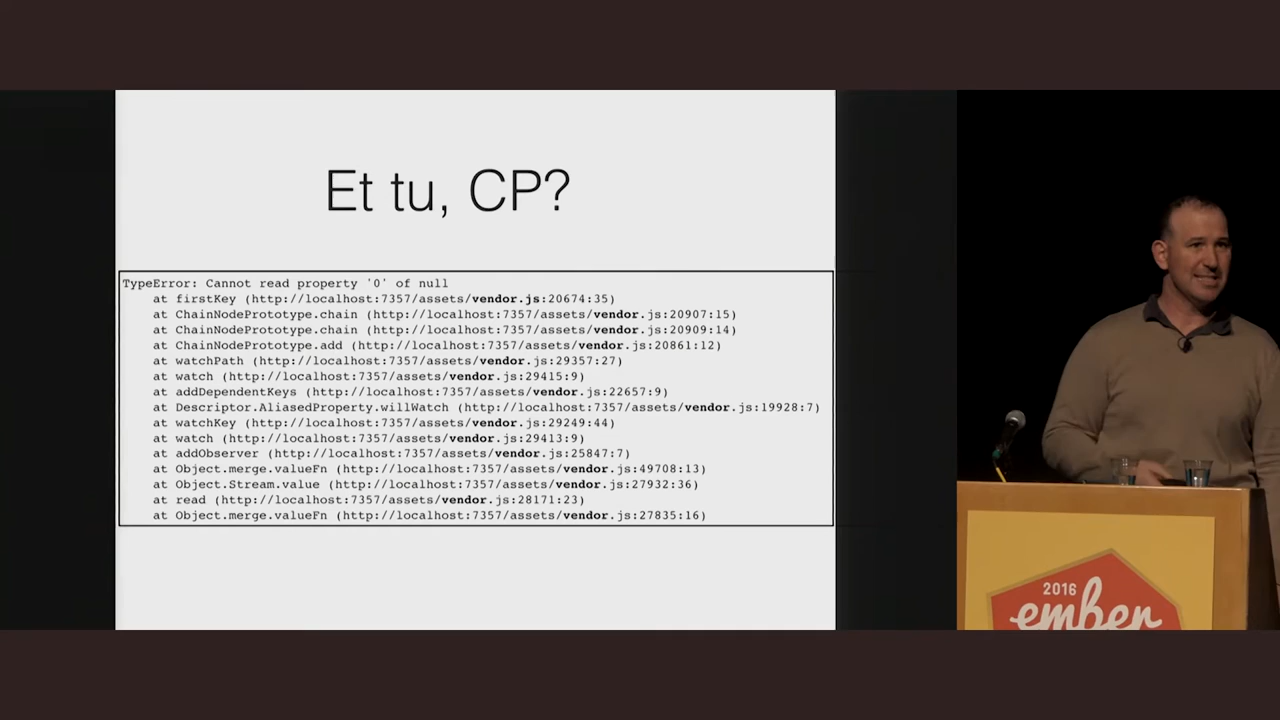 Et tu, CP?
TypeError: Cannot read property '0' of null
at firstKey (http://localhost:7357/assets/vendor.js:20674:35)
at ChainNodePrototype.chain (http://localhost:7357/assets/vendor.js:20907:15)
at ChainNodePrototype.chain (http://localhost:7357/assets/vendor.js:20909:14)
at ChainNodePrototype.add (http://localhost:7357/assets/vendor.js:20861:12)
at watchPath (http://localhost:7357/assets/vendor.js:29357:27)
at watch (http://localhost:7357/assets/vendor.js:29415:9)
at addDependentKeys (http://localhost:7357/assets/vendor.js:22657:9)
at Descriptor.AliasedProperty.willWatch (http://localhost:7357/assets/vendor.js:19928:7)
at watchKey (http://localhost:7357/assets/vendor.js:29249:44)
at watch (http://localhost:7357/assets/vendor.js:29413:9)
at addObserver (http://localhost:7357/assets/vendor.js:25847:7)
at Object.merge.valueFn (http://localhost:7357/assets/vendor.js:49708:13)
at Object.Stream.value (http://localhost:7357/assets/vendor.js:27932:36)
at read (http://localhost:7357/assets/vendor.js:28171:23)
at Object.merge.valueFn (http://localhost:7357/assets/vendor.js:27835:16)
2016
ember